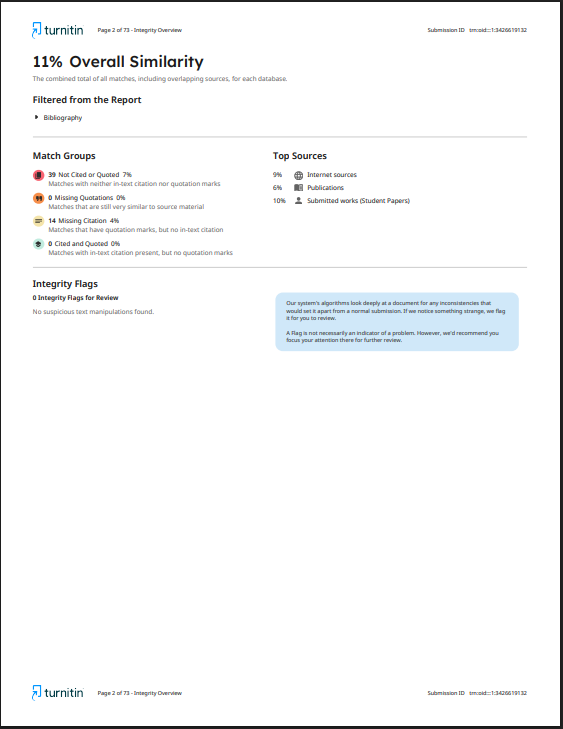 turnitin Page 2 of 73 - Integrity Overview Submission ID trn:oid:::1:3426619132
11% Overall Similarity
The combined total of all matches, including overlapping sources, for each database.
Filtered from the Report
Bibliography
Match Groups
39 Not Cited or Quoted 7%
Matches with neither in-text citation nor quotation marks
0 Missing Quotations 0%
Matches that are still very similar to source material
14 Missing Citation 4%
Matches that have quotation marks, but no in-text citation
0 Cited and Quoted 0%
Matches with in-text citation present, but no quotation marks
Top Sources
9% Internet sources
6% Publications
10% Submitted works (Student Papers)
Integrity Flags
0 Integrity Flags for Review
No suspicious text manipulations found.
Our system's algorithms look deeply at a document for any inconsistencies that
would set it apart from a normal submission. If we notice something strange, we flag
it for you to review.
A Flag is not necessarily an indicator of a problem. However, we'd recommend you
focus your attention there for further review.
turnitin Page 2 of 73 - Integrity Overview Submission ID trn:oid:::1:3426619132